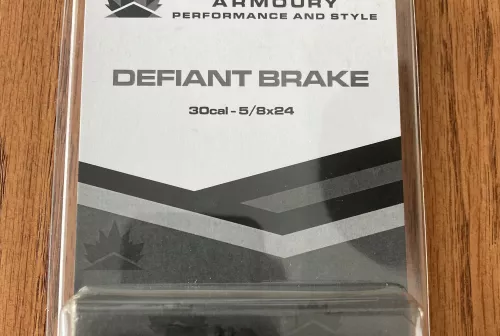 ARMOURY
PERFORMANCE AND STYLE
DEFIANT BRAKE
30cal - 5/8x24